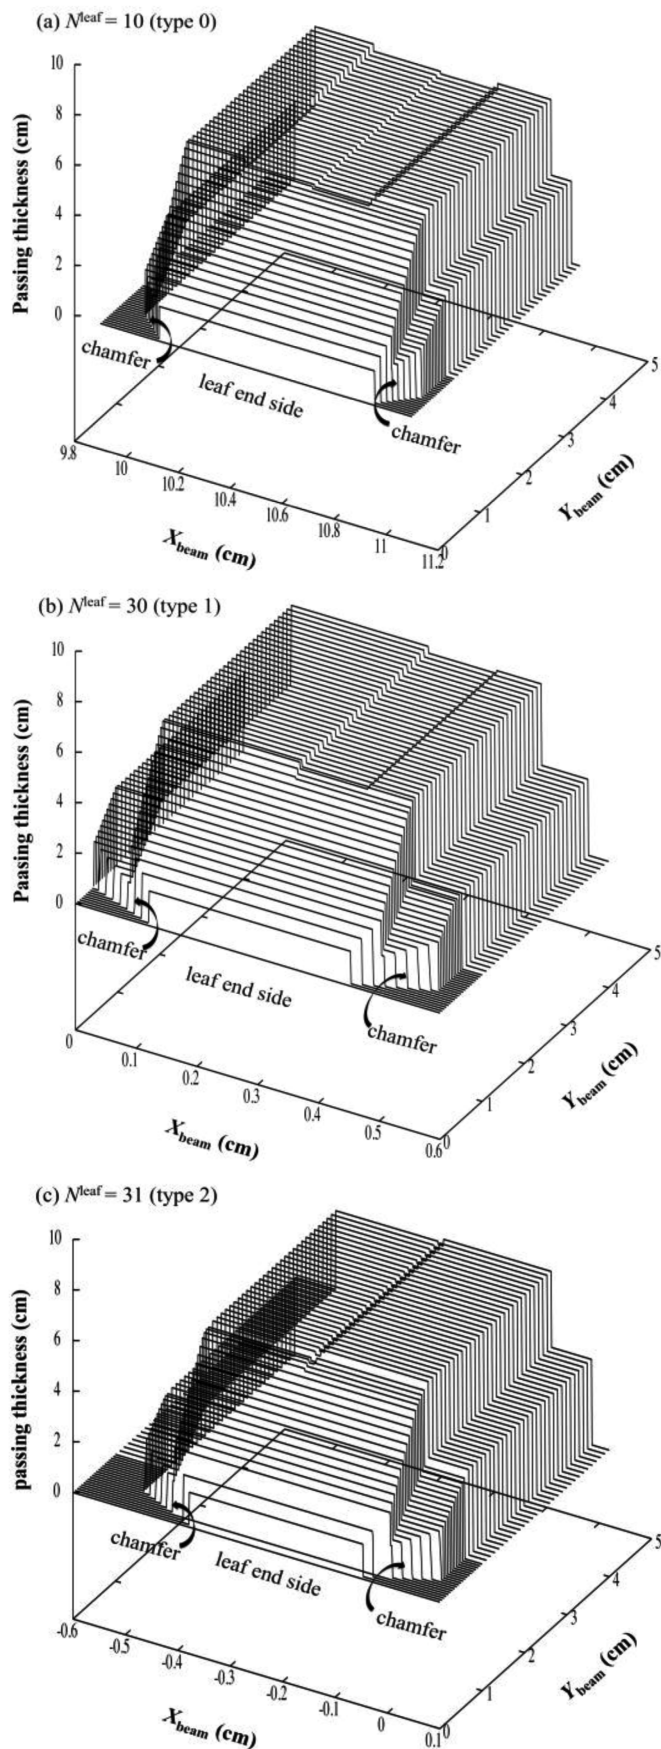 (a) Nleaf = 10 (type 0)
Passing thickness (cm)
10
8
6
4
2
0
chamfer
leaf end side
chamfer
9.8
10
10.2
10.4
10.6
10.8
11
11.2
Xbeam (cm)
0
1
2
3
4
5
Ybeam (cm)
(b) Nleaf = 30 (type 1)
Paasing thickness (cm)
10
8
6
4
2
0
chamfer
leaf end side
chamfer
0
0.1
0.2
0.3
0.4
0.5
0.6
Xbeam (cm)
0
1
2
3
4
5
Ybeam (cm)
(c) Nleaf = 31 (type 2)
passing thickness (cm)
10
8
6
4
2
0
chamfer
leaf end side
chamfer
-0.6
-0.5
-0.4
-0.3
-0.2
-0.1
0
0.1
Xbeam (cm)
0
1
2
3
4
5
Ybeam (cm)